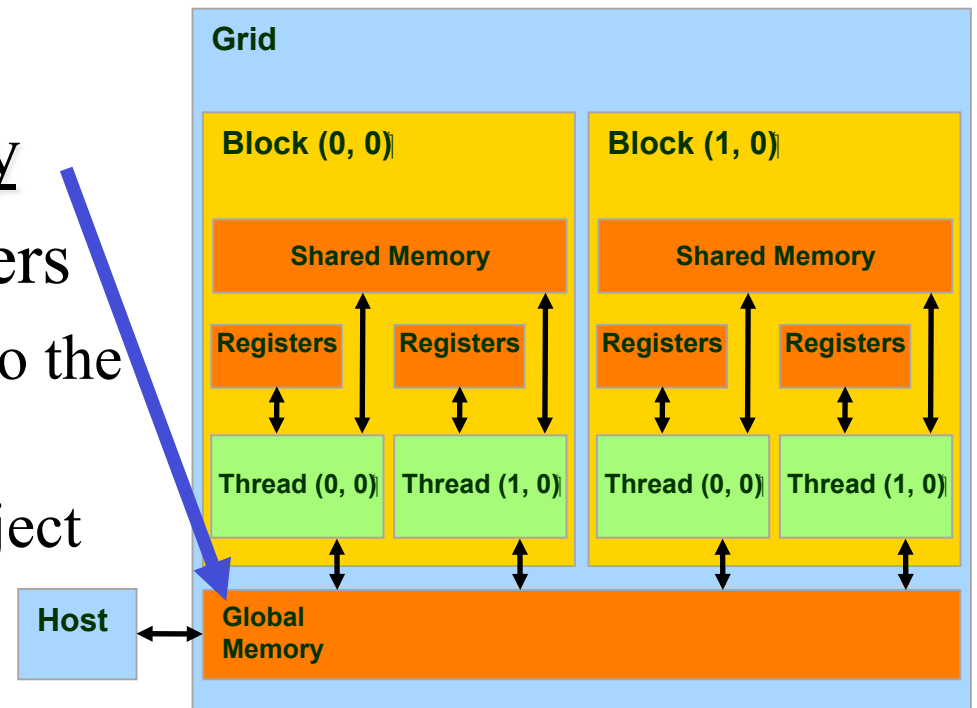 Grid
y
ers
o the
ject
Block (0, 0)
Block (1, 0)
Shared Memory
Shared Memory
Registers
Registers
Registers
Registers
Thread (0, 0)
Thread (1, 0)
Thread (0, 0)
Thread (1, 0)
Host
Global
Memory